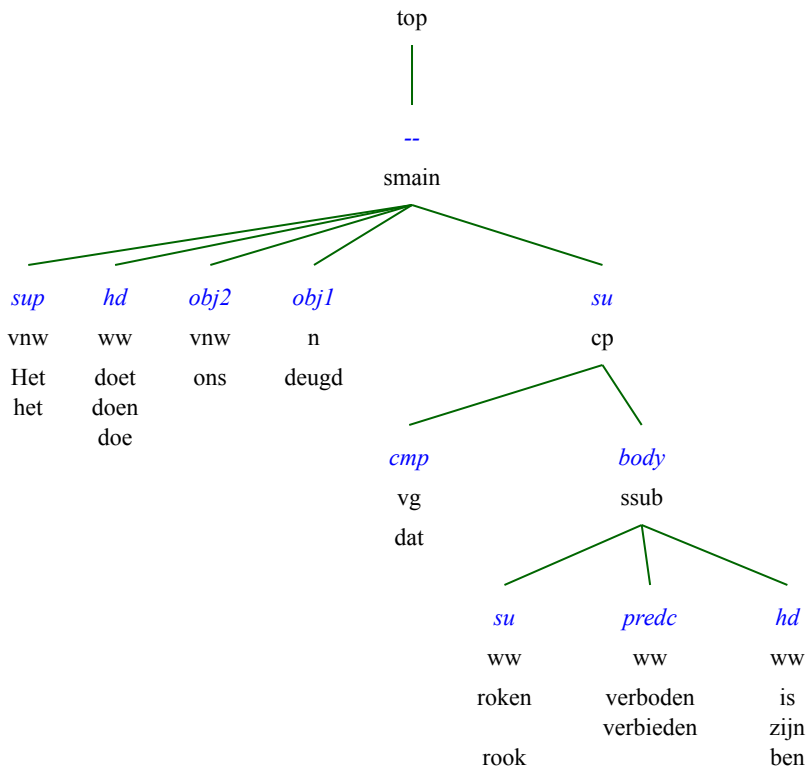 top
--
smain
sup hd obj2 obj1 su
vnw ww vnw n cp
Het doet ons deugd
het doen
doe
cmp body
vg ssub
dat
su predc hd
ww ww ww
roken verboden is
verbieden zijn
rook ben